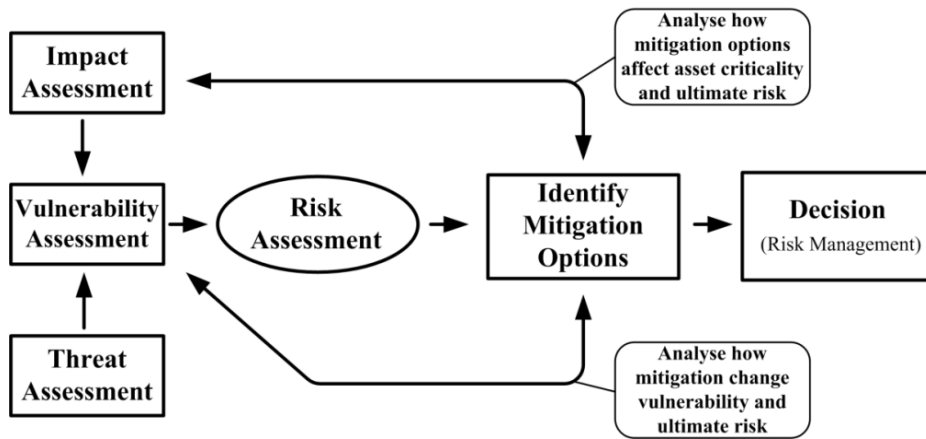 Impact
Assessment
Analyse how
mitigation options
affect asset criticality
and ultimate risk
Vulnerability
Assessment
Risk
Assessment
Identify
Mitigation
Options
Decision
(Risk Management)
Threat
Assessment
Analyse how
mitigation change
vulnerability and
ultimate risk